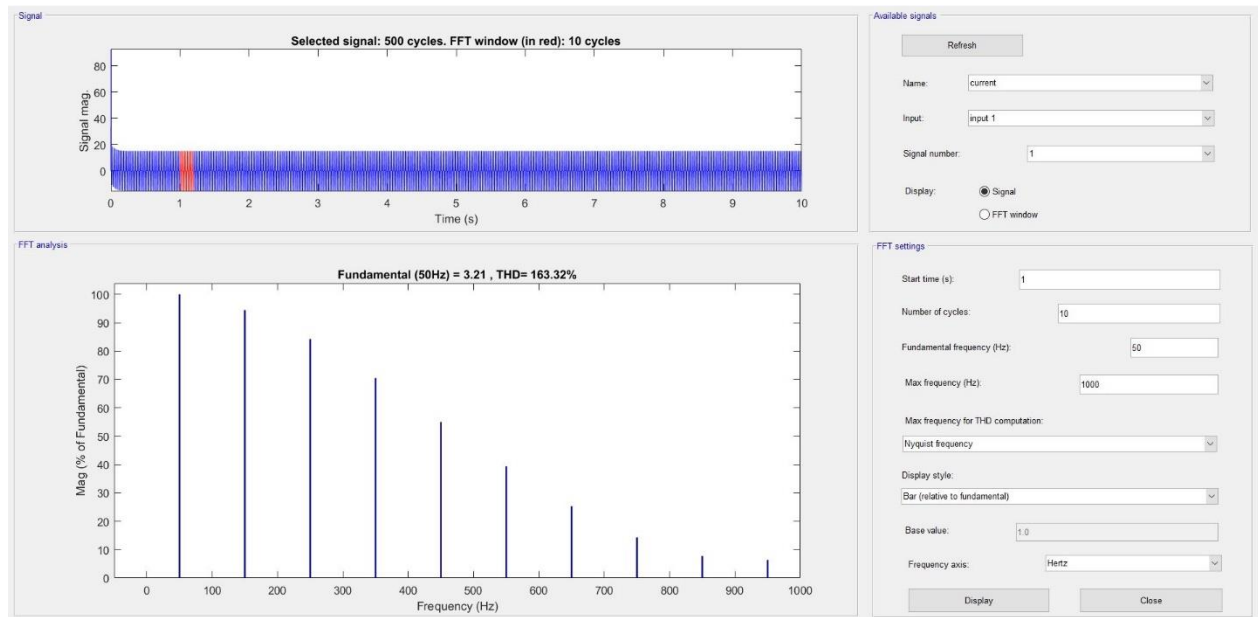 Signal
Selected signal: 500 cycles. FFT window (in red): 10 cycles
Signal mag.
80
60
40
20
0
0 1 2 3 4 5 6 7 8 9 10
Time (s)
FFT analysis
Fundamental (50Hz) = 3.21 , THD= 163.32%
Mag (% of Fundamental)
100
90
80
70
60
50
40
30
20
10
0
0 100 200 300 400 500 600 700 800 900 1000
Frequency (Hz)
Available signals
Refresh
Name: current
Input: input 1
Signal number: 1
Display: Signal
FFT window
FFT settings
Start time (s): 1
Number of cycles: 10
Fundamental frequency (Hz): 50
Max frequency (Hz): 1000
Max frequency for THD computation:
Nyquist frequency
Display style:
Bar (relative to fundamental)
Base value: 1.0
Frequency axis: Hertz
Display Close